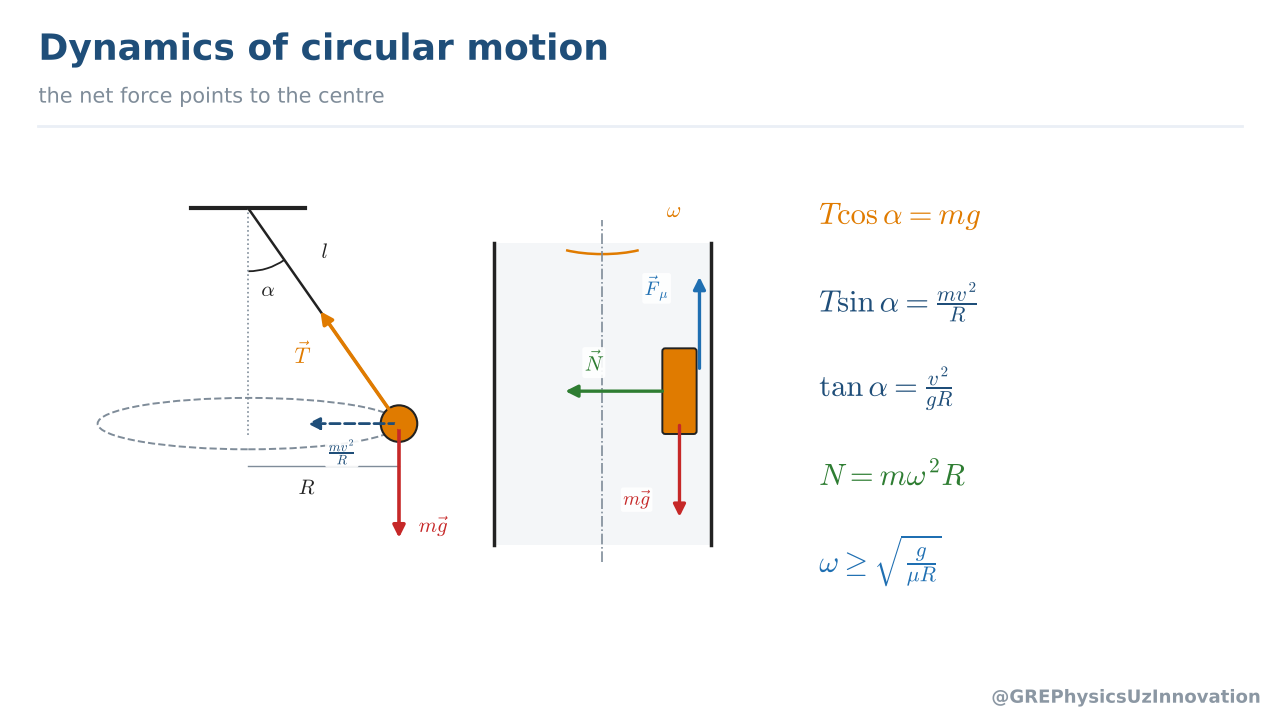 Dynamics of circular motion
the net force points to the centre
l
α
T⃗
mv²/R
R
mg⃗
ω
F⃗μ
N⃗
mg⃗
T cos α = mg
T sin α = mv²/R
tan α = v²/gR
N = mω²R
ω ≥ √(g/μR)
@GREPhysicsUzInnovation